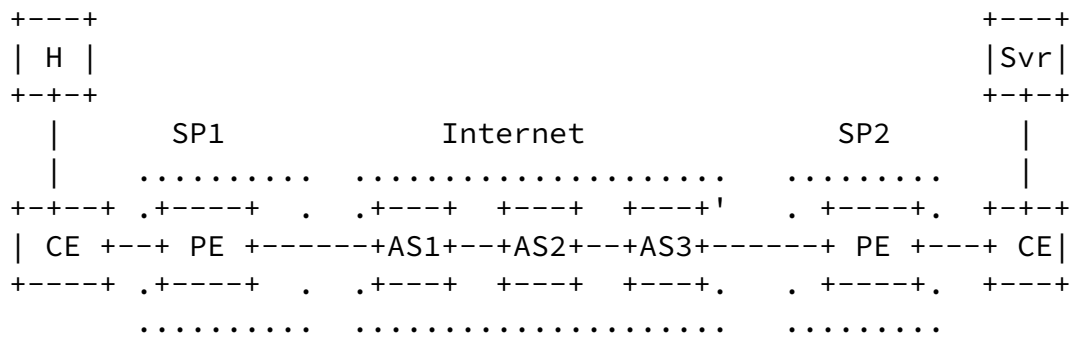 +---+                                                +---+
| H |                                                |Svr|
+-+-+                                                +-+-+
  |      SP1            Internet             SP2       |
  |   ..........  .....................   .........    |
+-+--+ .+----+  .  .+---+  +---+  +---+'   . +----+.  +-+-+
| CE +--+ PE +------+AS1+--+AS2+--+AS3+------+ PE +---+ CE|
+----+ .+----+  .  .+---+  +---+  +---+.   . +----+.  +---+
      ..........  .....................   .........